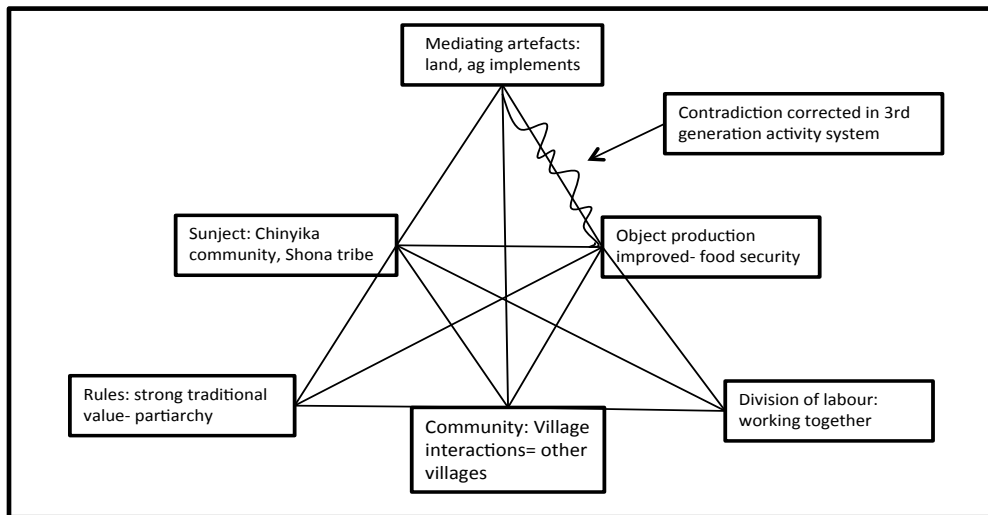 Mediating artefacts:
land, ag implements
Contradiction corrected in 3rd
generation activity system
Sunject: Chinyika
community, Shona tribe
Object production
improved- food security
Rules: strong traditional
value- partiarchy
Community: Village
interactions= other
villages
Division of labour:
working together